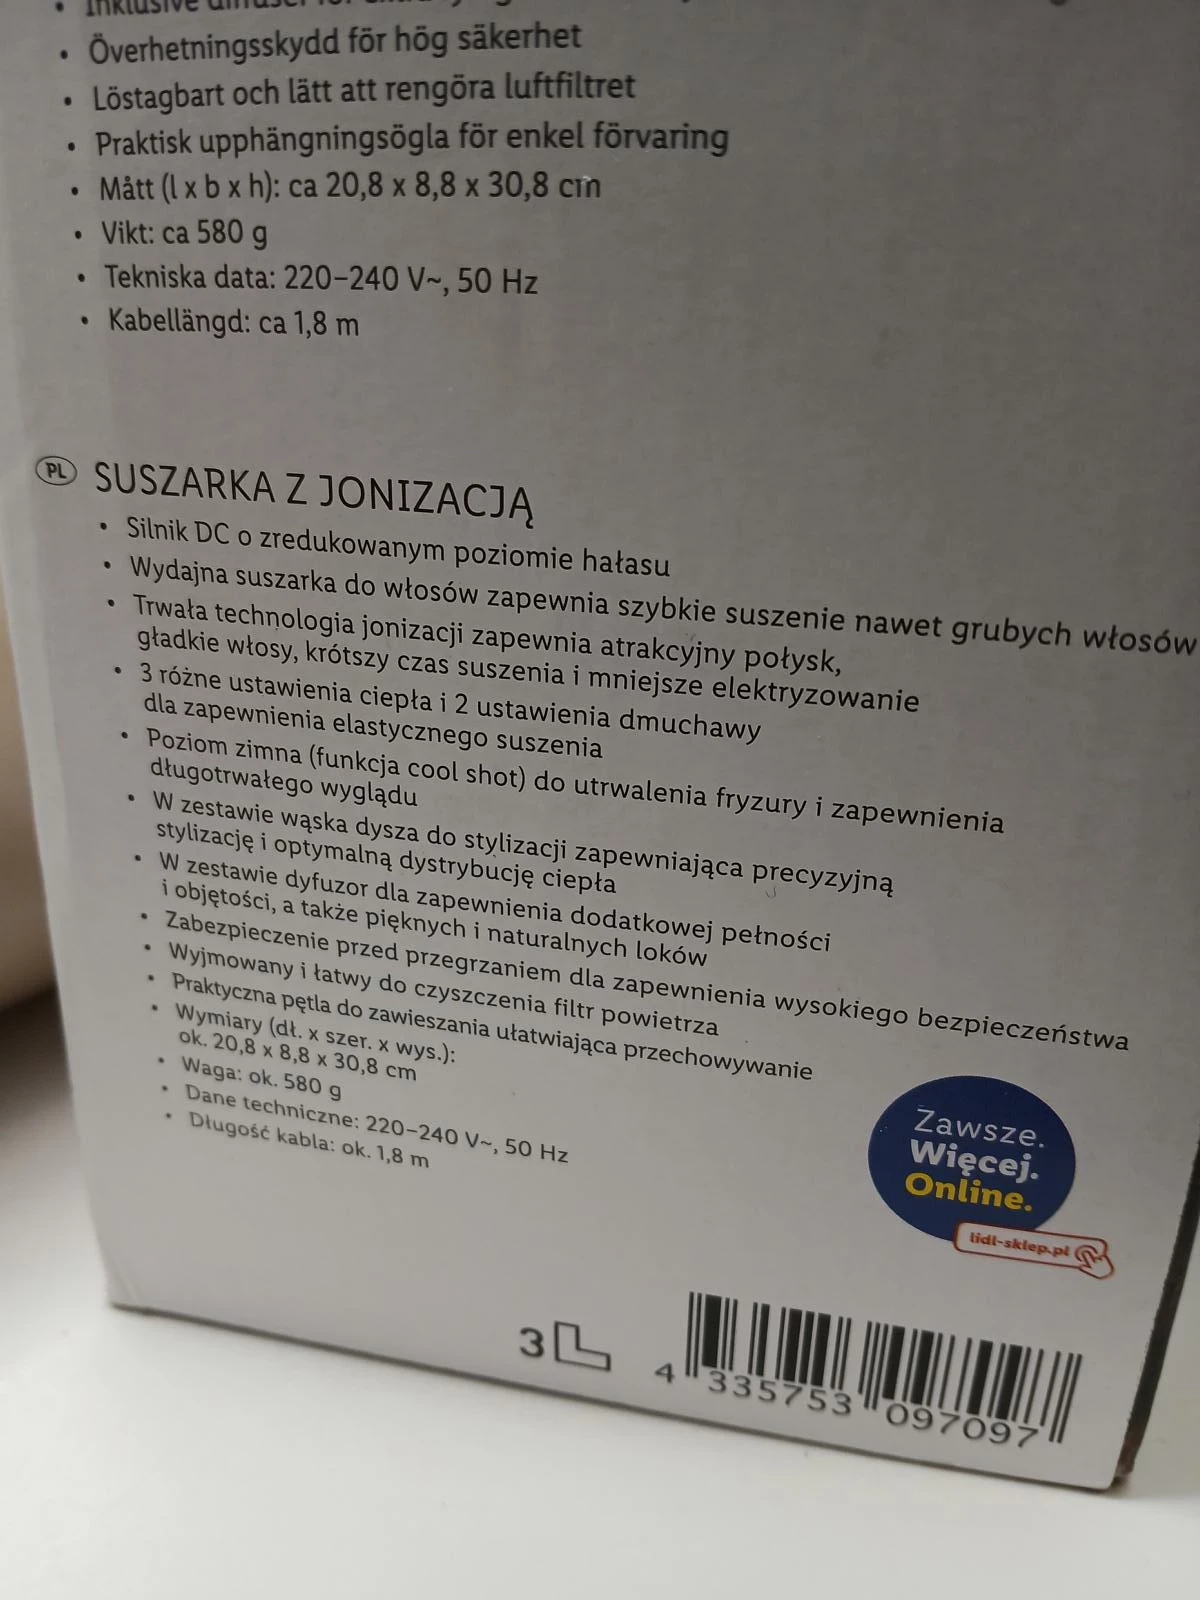 Inklusive
• Överhetningsskydd för hög säkerhet
• Löstagbart och lätt att rengöra luftfiltret
• Praktisk upphängningsögla för enkel förvaring
• Mått (l x b x h): ca 20,8 x 8,8 x 30,8 cm
• Vikt: ca 580 g
• Tekniska data: 220–240 V~, 50 Hz
• Kabellängd: ca 1,8 m
PL SUSZARKA Z JONIZACJĄ
• Silnik DC o zredukowanym poziomie hałasu
• Wydajna suszarka do włosów zapewnia szybkie suszenie nawet grubych włosów
• Trwała technologia jonizacji zapewnia atrakcyjny połysk,
gładkie włosy, krótszy czas suszenia i mniejsze elektryzowanie
• 3 różne ustawienia ciepła i 2 ustawienia dmuchawy
dla zapewnienia elastycznego suszenia
• Poziom zimna (funkcja cool shot) do utrwalenia fryzury i zapewnienia
długotrwałego wyglądu
• W zestawie wąska dysza do stylizacji zapewniająca precyzyjną
stylizację i optymalną dystrybucję ciepła
• W zestawie dyfuzor dla zapewnienia dodatkowej pełności
i objętości, a także pięknych i naturalnych loków
• Zabezpieczenie przed przegrzaniem dla zapewnienia wysokiego bezpieczeństwa
• Wyjmowany i łatwy do czyszczenia filtr powietrza
• Praktyczna pętla do zawieszania ułatwiająca przechowywanie
• Wymiary (dł. x szer. x wys.):
ok. 20,8 x 8,8 x 30,8 cm
• Waga: ok. 580 g
• Dane techniczne: 220–240 V~, 50 Hz
• Długość kabla: ok. 1,8 m
Zawsze.
Więcej.
Online.
lidl-sklep.pl
3 L
4 335753 097097